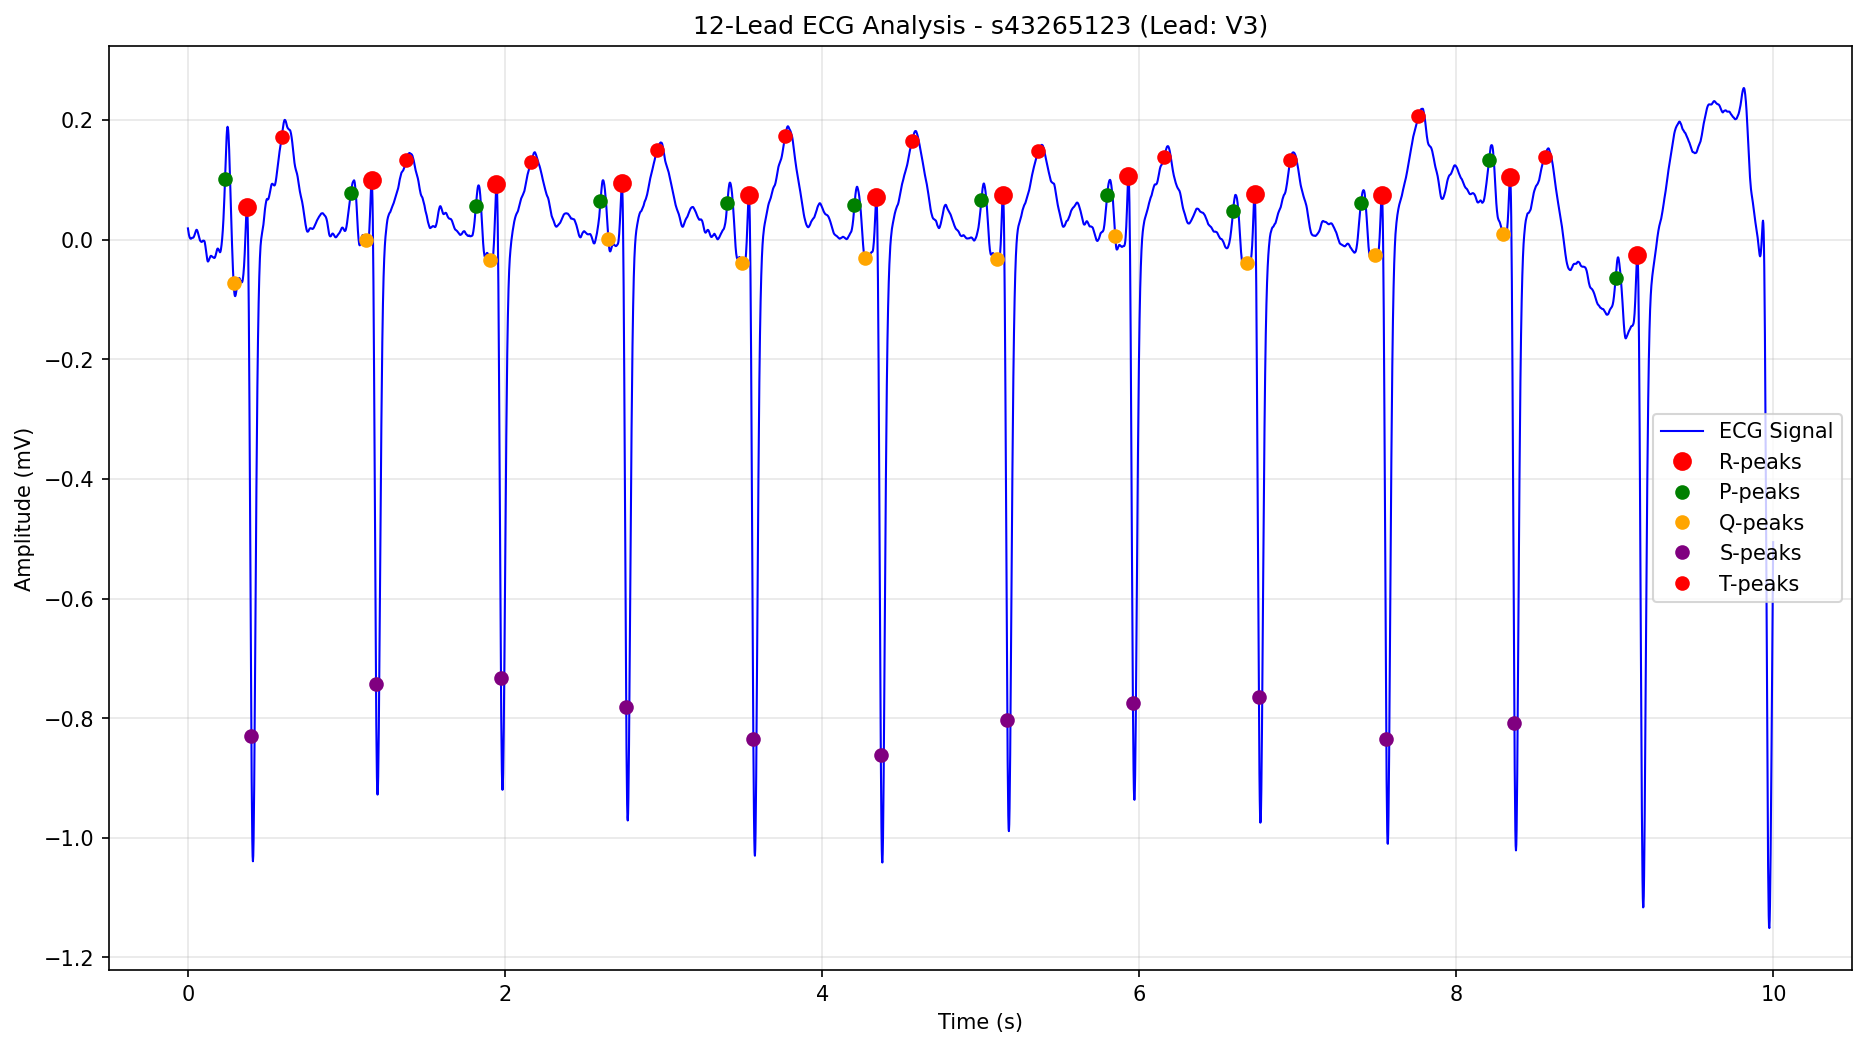 12-Lead ECG Analysis - s43265123 (Lead: V3)
Amplitude (mV)
0.2
0.0
−0.2
−0.4
−0.6
−0.8
−1.0
−1.2
ECG Signal
R-peaks
P-peaks
Q-peaks
S-peaks
T-peaks
0 2 4 6 8 10
Time (s)